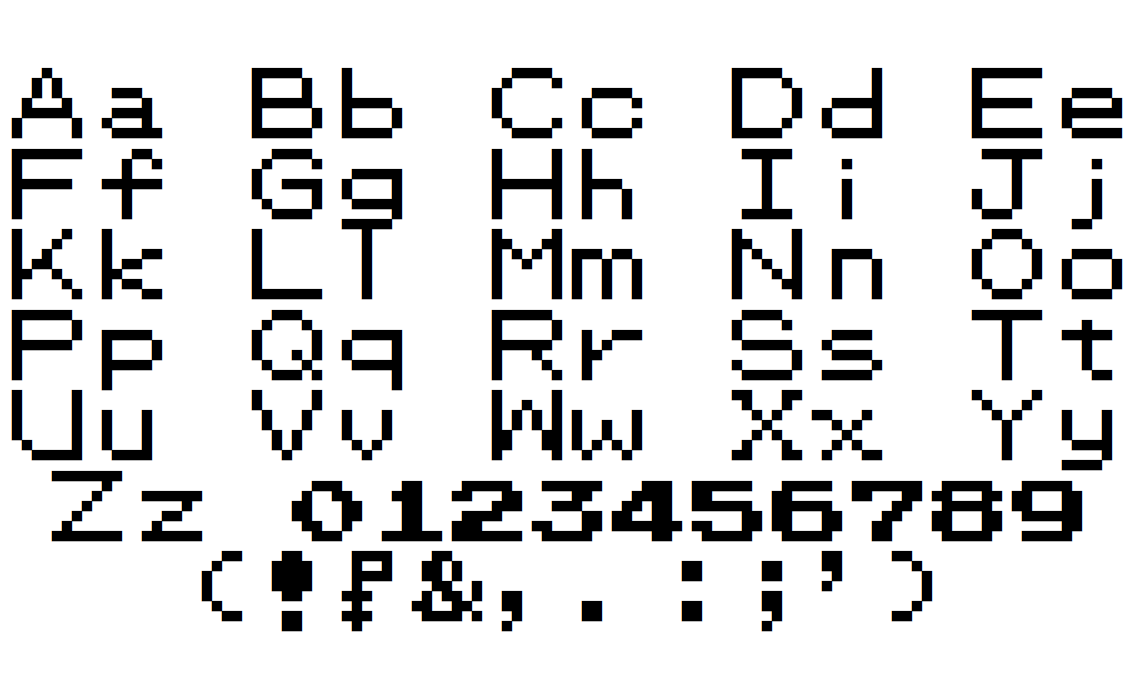 Aa Bb Cc Dd Ee
Ff Gg Hh Ii Jj
Kk LT Mm Nn Oo
Pp Qq Rr Ss Tt
Uu Vv Ww Xx Yy
Zz 0123456789
(!₽&,.:;’)